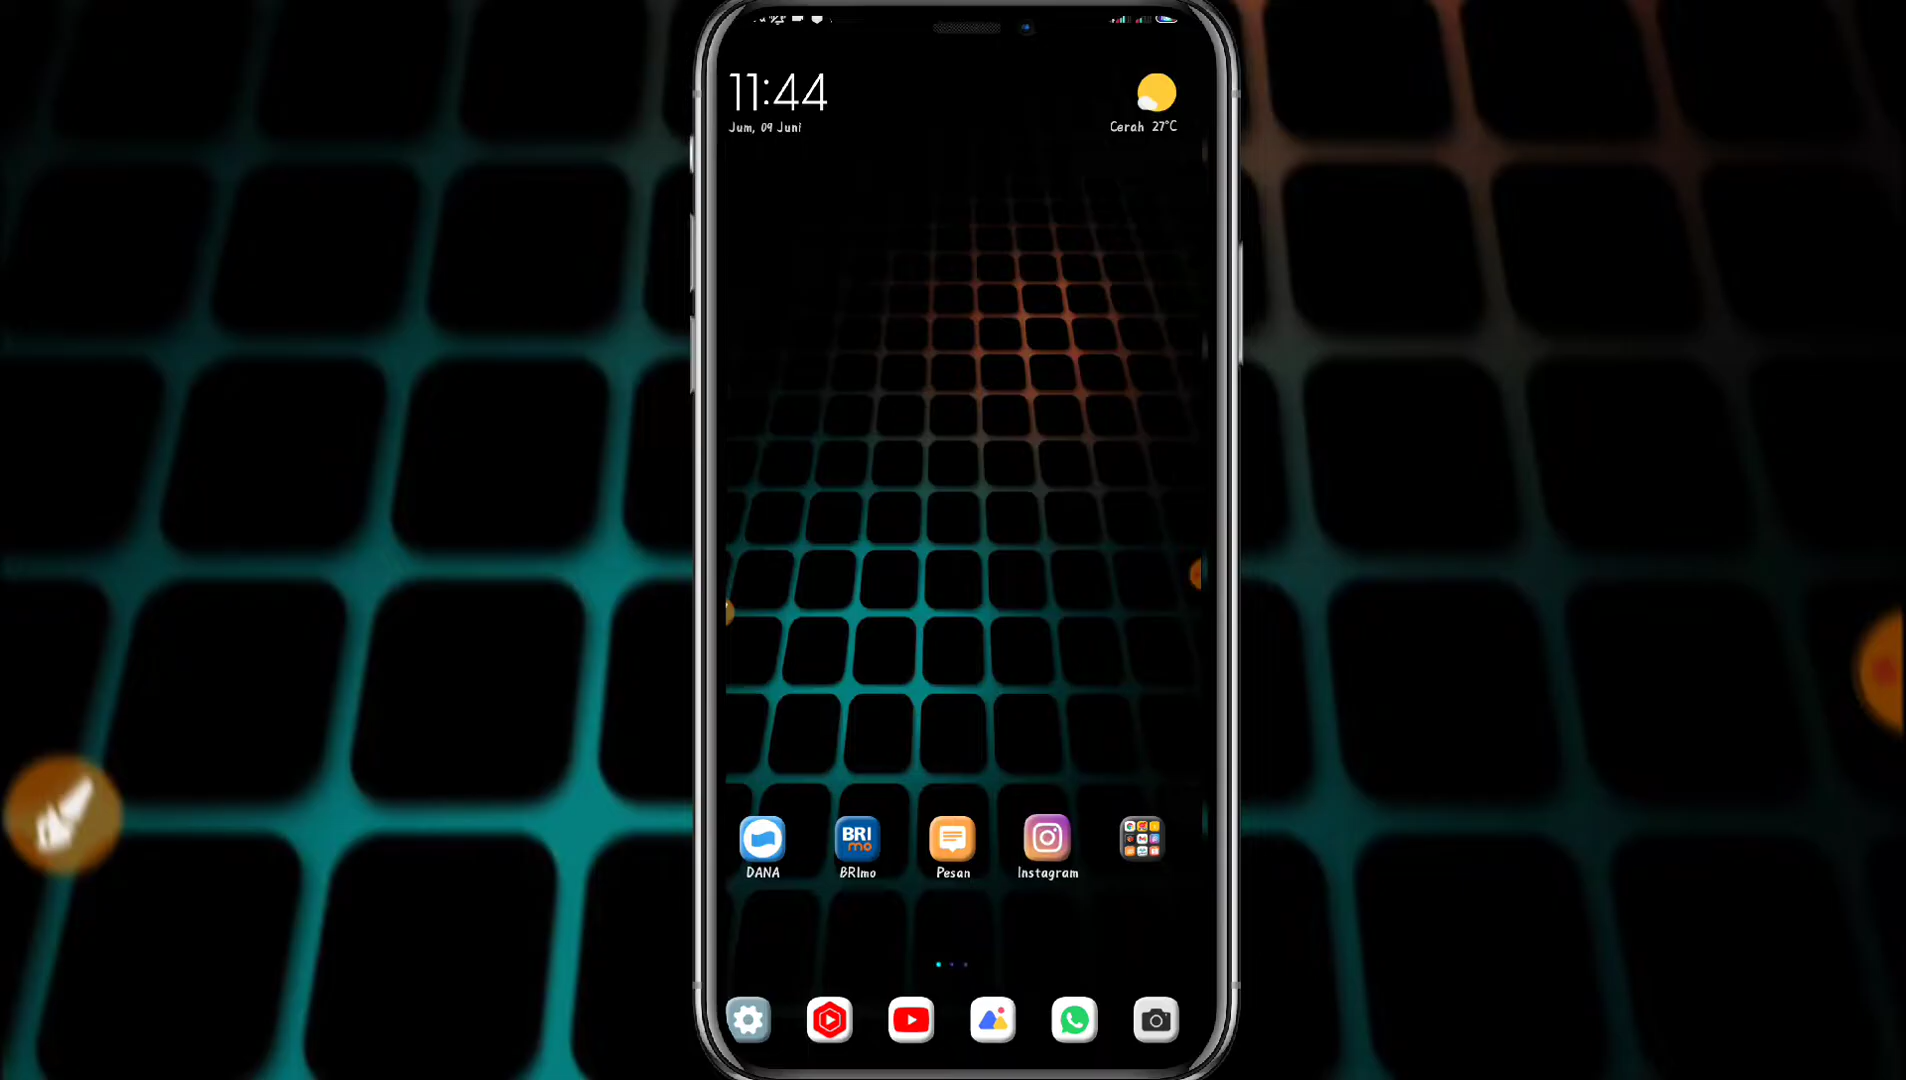 11:44
Jum, 09 Juni
Cerah 27°C
BRI
mo
DANA
BRImo
Pesan
Instagram